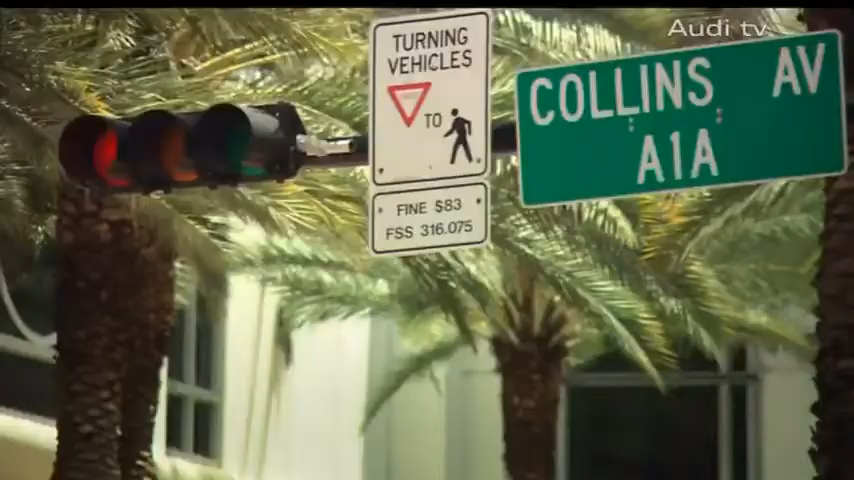 Audi tv
TURNING
VEHICLES
TO
FINE $83
FSS 316.075
COLLINS AV
A1A